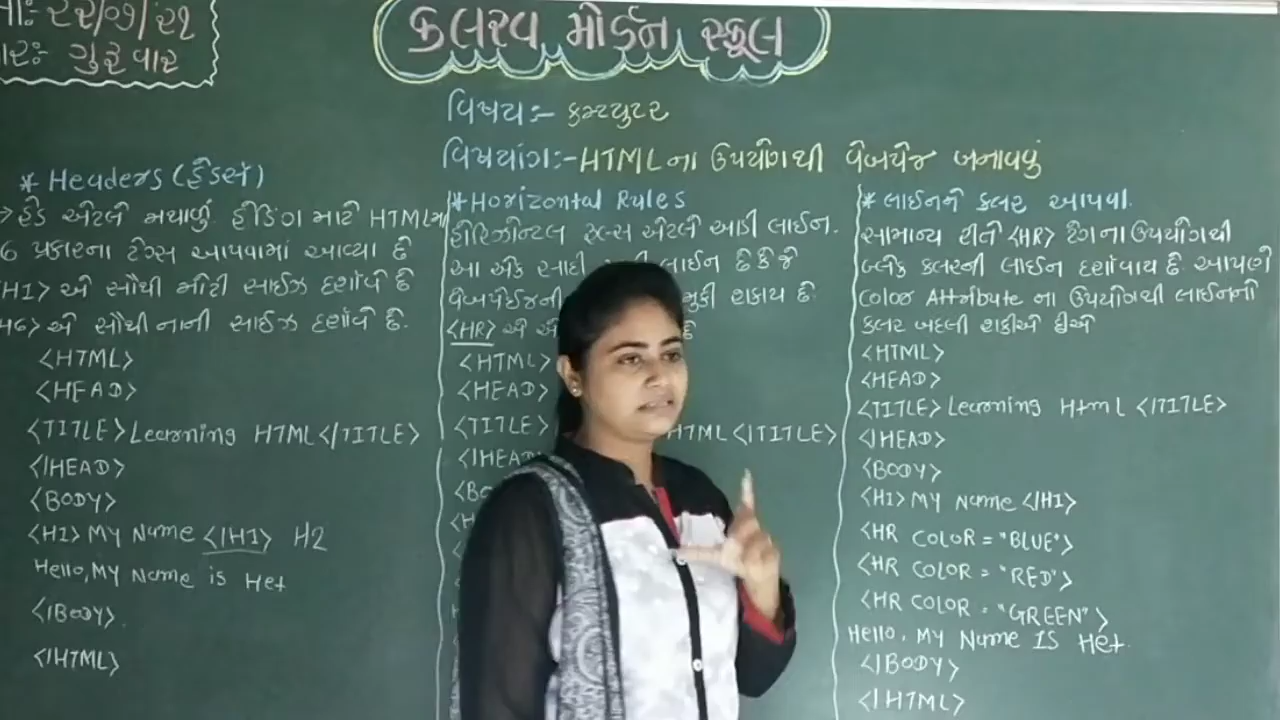 તાઃ ૨૨/૦૭/૨૧
વારઃ ગુરૂવાર
કલરવ મોર્ડન સ્કૂલ
વિષયઃ- કમ્પ્યુટર
વિષયાંગઃ- HTML ના ઉપયોગથી વેબપેજ બનાવવું
* Headers (હેડર્સ)
→ હેડ એટલે મથાળું. હેડિંગ માટે HTMLમાં
6 પ્રકારના ટેગ્સ આપવામાં આવ્યા છે
<H1> એ સૌથી મોટી સાઈઝ દર્શાવે છે
<H6> એ સૌથી નાની સાઈઝ દર્શાવે છે.
<HTML>
<HEAD>
<TITLE> Learning HTML </TITLE>
</HEAD>
<BODY>
<H1> MY Name </H1> H2
Hello, MY Name is Het
</BODY>.
</HTML>
* Horizontal Rules
હોરિઝોન્ટલ રૂલ્સ એટલે આડી લાઈન.
આ એક સાદી લાઈન છે કે જે
વેબપેઈજની મુકી શકાય છે.
<HR> એ છે
<HTML>
<HEAD>
<TITLE> HTML </TITLE>
</HEAD>
* લાઈનને કલર આપવા.
સામાન્ય રીતે <HR> ટેગના ઉપયોગથી
બ્લેક કલરની લાઈન દર્શાવાય છે. આપણે
Color Attribute ના ઉપયોગથી લાઈનનો
કલર બદલી શકીએ છીએ
<HTML>
<HEAD>
<TITLE> Learning Html </TITLE>
</HEAD>
<BODY>
<H1> MY Name </H1>
<HR COLOR = "BLUE">
<HR COLOR = "RED">
<HR COLOR = "GREEN">
Hello, MY Name IS Het.
</BODY>
</HTML>